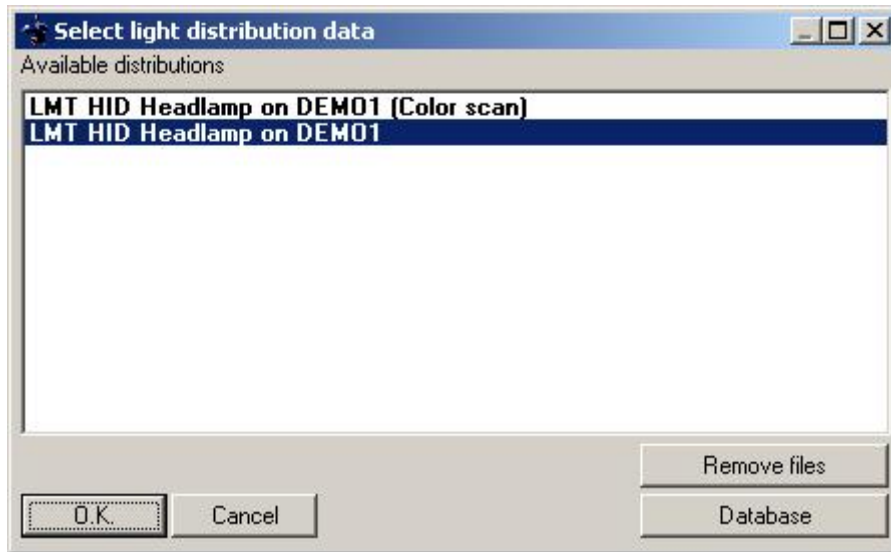 Select light distribution data
Available distributions
LMT HID Headlamp on DEMO1 (Color scan)
LMT HID Headlamp on DEMO1
Remove files
O.K.
Cancel
Database